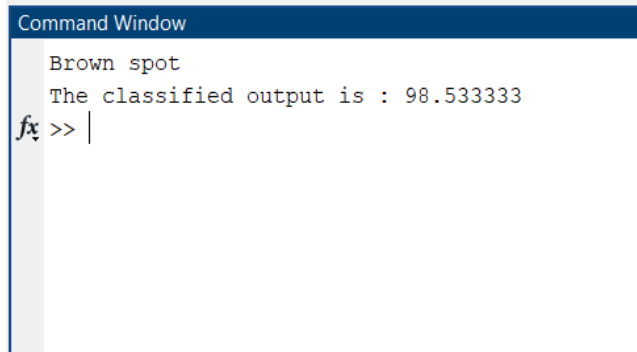 Command Window
Brown spot
The classified output is : 98.533333
fx >>